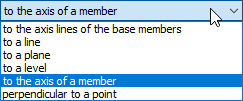 to the axis of a member
to the axis lines of the base members
to a line
to a plane
to a level
to the axis of a member
perpendicular to a point